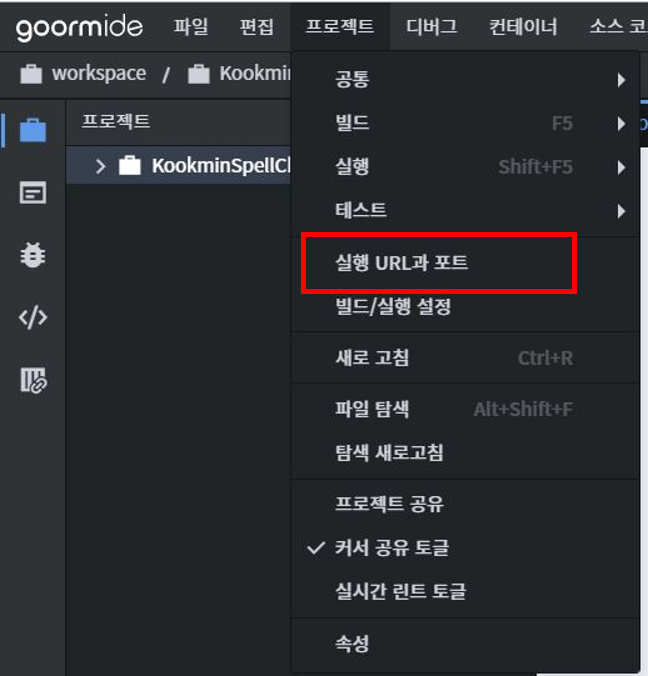 goormide 파일 편집 프로젝트 디버그 컨테이너 소스 코
workspace / Kookmin
프로젝트
KookminSpellCl
공통
빌드 F5
실행 Shift+F5
테스트
실행 URL과 포트
빌드/실행 설정
새로 고침 Ctrl+R
파일 탐색 Alt+Shift+F
탐색 새로고침
프로젝트 공유
커서 공유 토글
실시간 린트 토글
속성